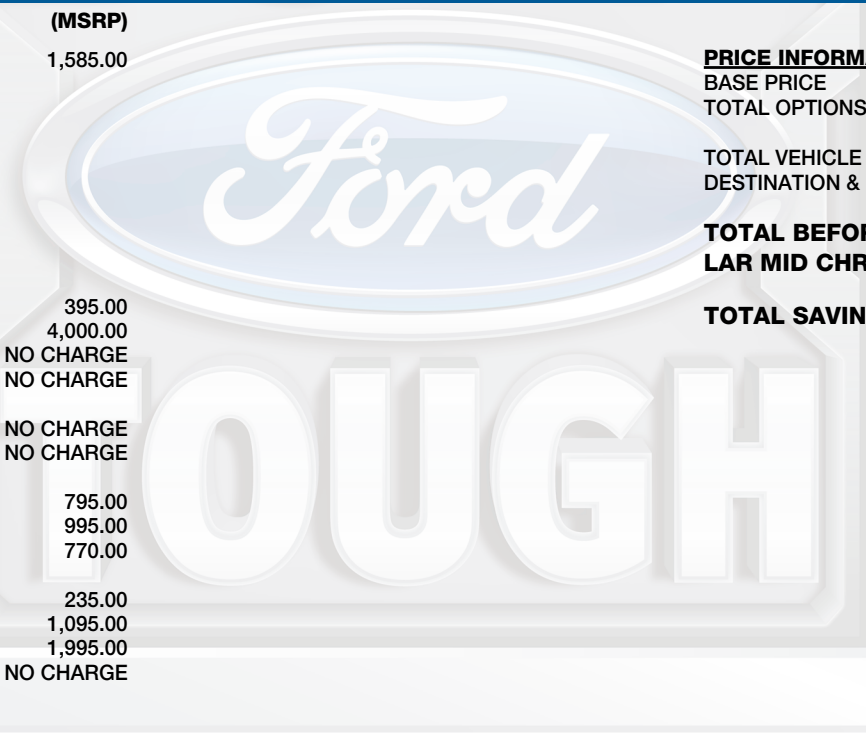 (MSRP)
1,585.00
395.00
4,000.00
NO CHARGE
NO CHARGE
NO CHARGE
NO CHARGE
795.00
995.00
770.00
235.00
1,095.00
1,995.00
NO CHARGE
PRICE INFORM
BASE PRICE
TOTAL OPTIONS
TOTAL VEHICLE
DESTINATION &
TOTAL BEFOR
LAR MID CHR
TOTAL SAVIN
Ford
TOUGH